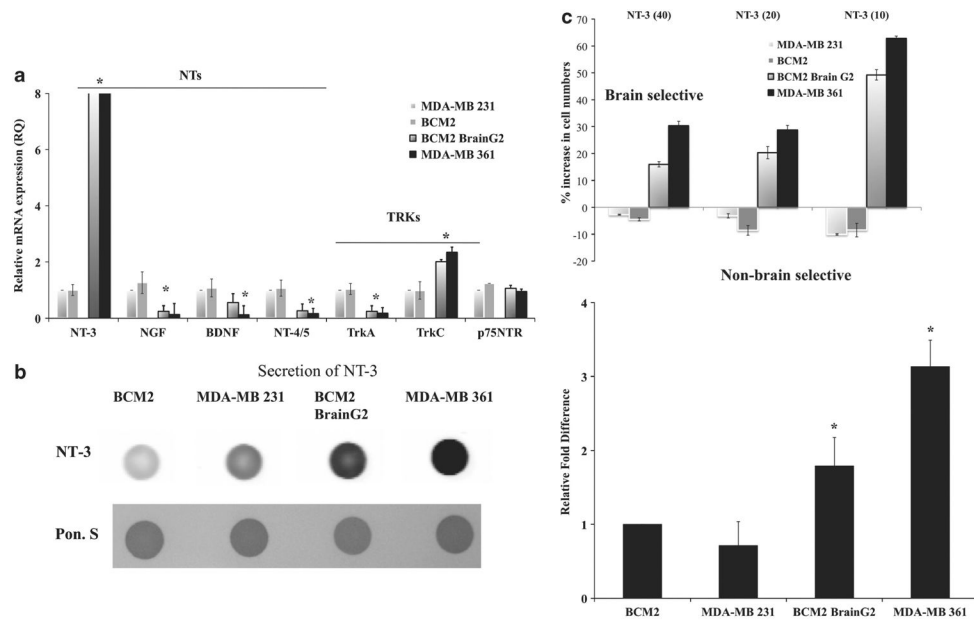 a
NTs
*
8
6
4
2
0
Relative mRNA expression (RQ)
MDA-MB 231
BCM2
BCM2 BrainG2
MDA-MB 361
TRKs
* * * * *
NT-3 NGF BDNF NT-4/5 TrkA TrkC p75NTR
b
Secretion of NT-3
BCM2 MDA-MB 231 BCM2 BrainG2 MDA-MB 361
NT-3
Pon. S
c
NT-3 (40) NT-3 (20) NT-3 (10)
70
60
50
40
30
20
10
0
-10
-20
% increase in cell numbers
MDA-MB 231
BCM2
BCM2 Brain G2
MDA-MB 361
Brain selective
Non-brain selective
4
3
2
1
0
Relative Fold Difference
* *
BCM2 MDA-MB 231 BCM2 BrainG2 MDA-MB 361